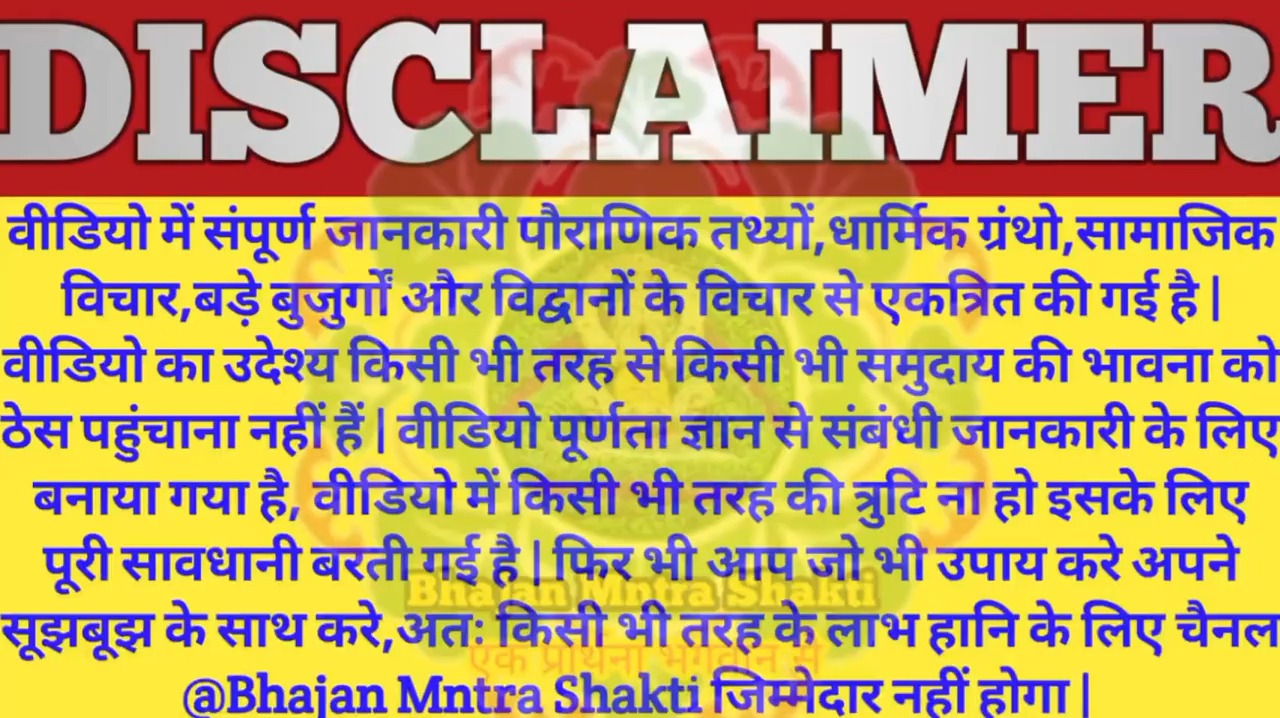 DISCLAIMER
वीडियो में संपूर्ण जानकारी पौराणिक तथ्यों,धार्मिक ग्रंथो,सामाजिक
विचार,बड़े बुजुर्गों और विद्वानों के विचार से एकत्रित की गई है |
वीडियो का उदेश्य किसी भी तरह से किसी भी समुदाय की भावना को
ठेस पहुंचाना नहीं हैं | वीडियो पूर्णता ज्ञान से संबंधी जानकारी के लिए
बनाया गया है, वीडियो में किसी भी तरह की त्रुटि ना हो इसके लिए
पूरी सावधानी बरती गई है | फिर भी आप जो भी उपाय करे अपने
Bhajan Mntra Shakti
सूझबूझ के साथ करे,अतः किसी भी तरह के लाभ हानि के लिए चैनल
एक प्रार्थना भगवान से
@Bhajan Mntra Shakti जिम्मेदार नहीं होगा |